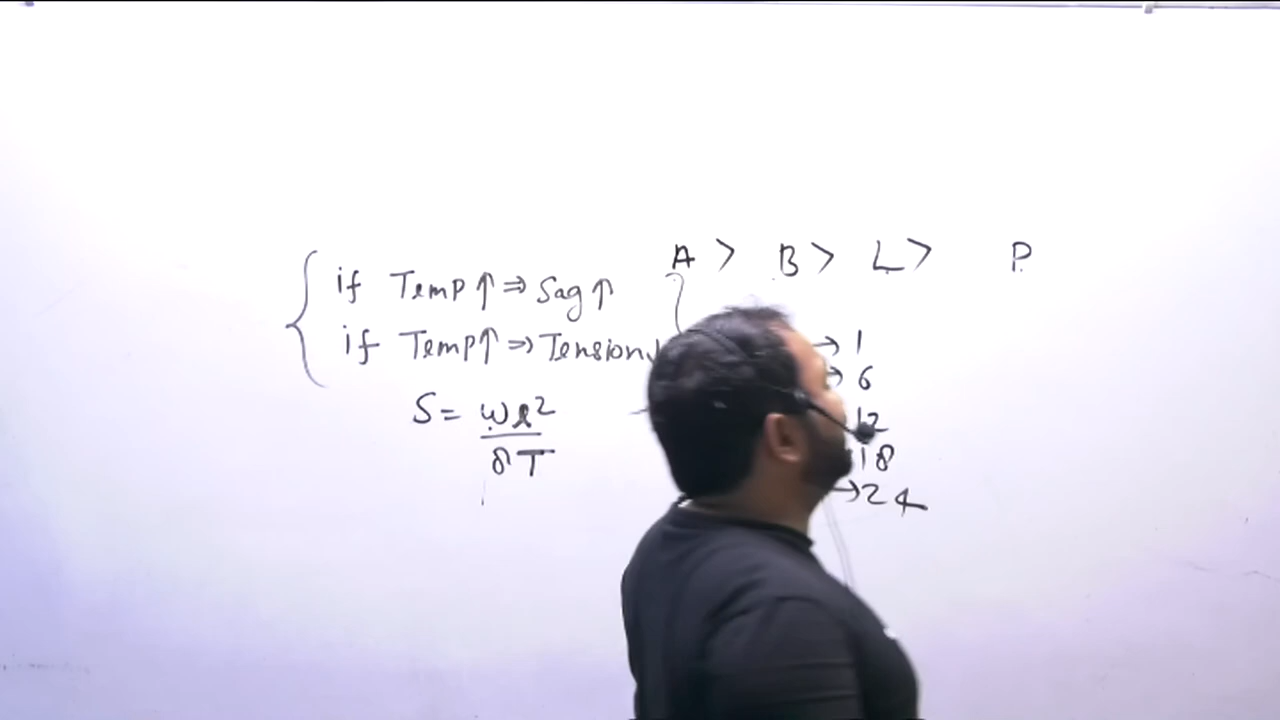 if Temp↑ ⇒ Sag↑
if Temp↑ ⇒ Tension↓
S = wl²
8T
A > B > L > P
→ 1
→ 6
12
18
→ 24